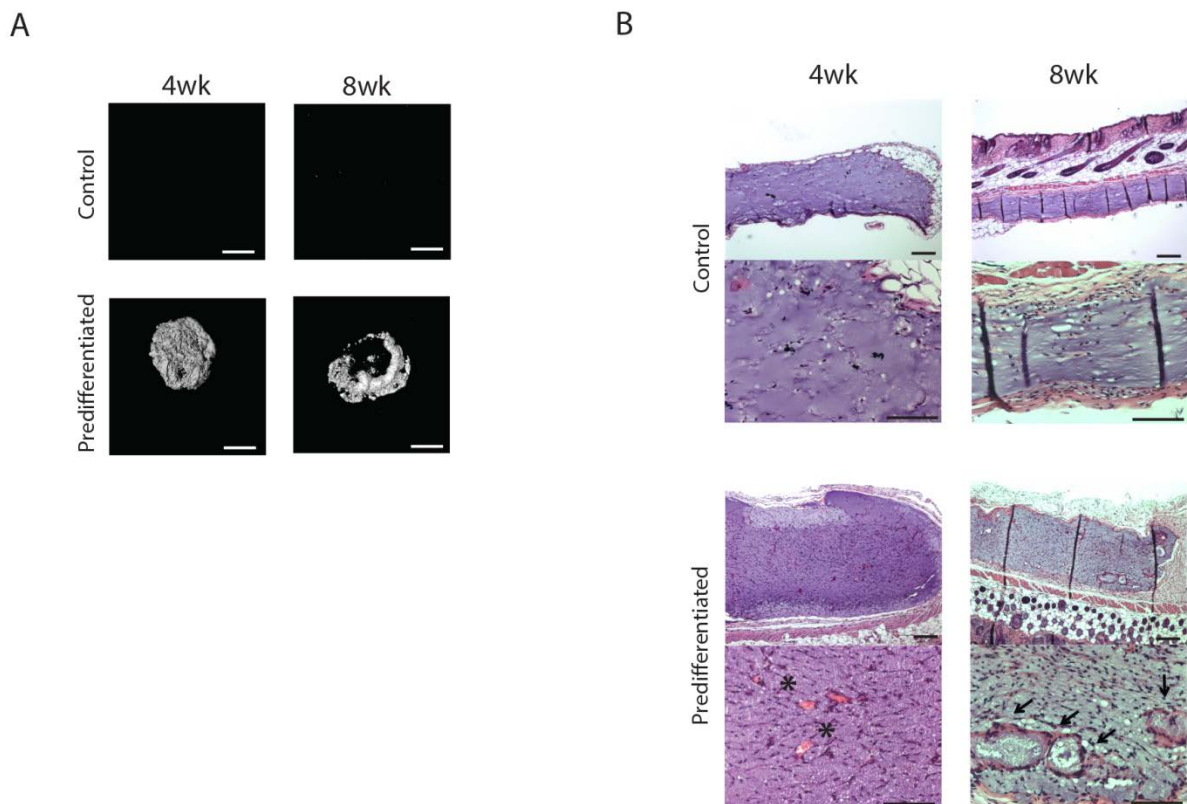 A
4wk 8wk
Control
Predifferentiated
B
4wk 8wk
Control
Predifferentiated
*
*